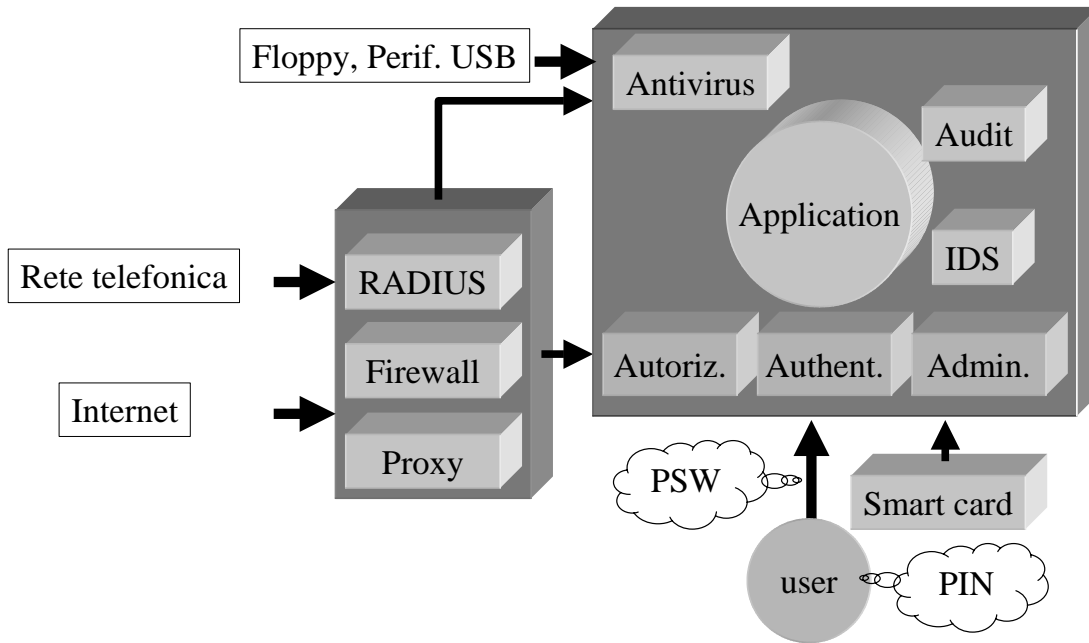 Floppy, Perif. USB
Antivirus
Audit
Application
IDS
Rete telefonica
RADIUS
Firewall
Autoriz.
Authent.
Admin.
Internet
Proxy
PSW
Smart card
user
PIN